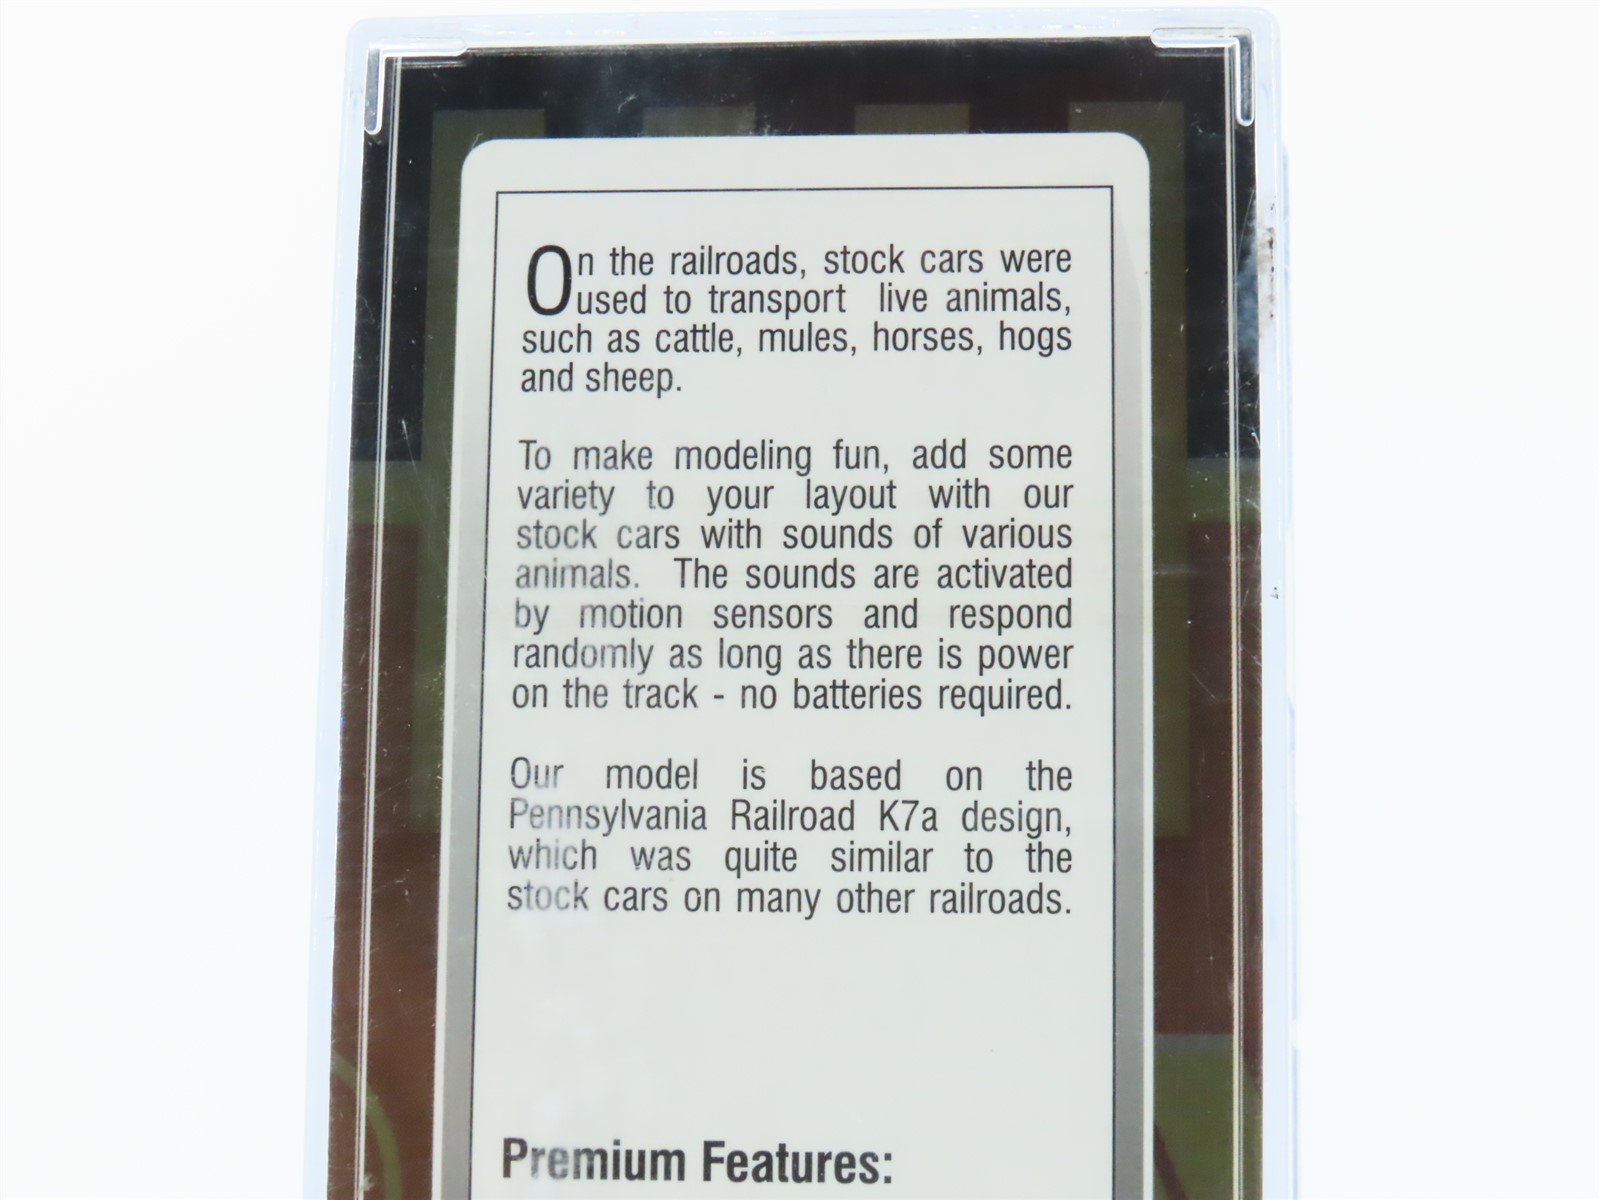 On the railroads, stock cars were
used to transport live animals,
such as cattle, mules, horses, hogs
and sheep.
To make modeling fun, add some
variety to your layout with our
stock cars with sounds of various
animals. The sounds are activated
by motion sensors and respond
randomly as long as there is power
on the track - no batteries required.
Our model is based on the
Pennsylvania Railroad K7a design,
which was quite similar to the
stock cars on many other railroads.
Premium Features: